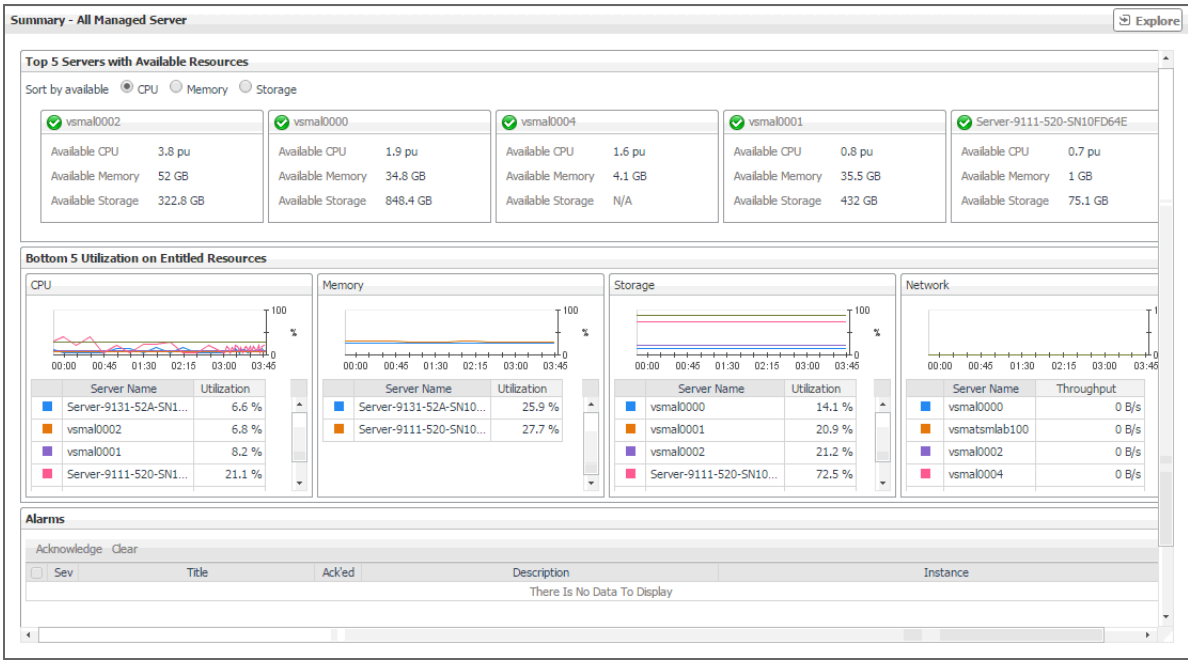 Summary - All Managed Server
Explore
Top 5 Servers with Available Resources
Sort by available CPU Memory Storage
vsmal0002
Available CPU 3.8 pu
Available Memory 52 GB
Available Storage 322.8 GB
vsmal0000
Available CPU 1.9 pu
Available Memory 34.8 GB
Available Storage 848.4 GB
vsmal0004
Available CPU 1.6 pu
Available Memory 4.1 GB
Available Storage N/A
vsmal0001
Available CPU 0.8 pu
Available Memory 35.5 GB
Available Storage 432 GB
Server-9111-520-SN10FD64E
Available CPU 0.7 pu
Available Memory 1 GB
Available Storage 75.1 GB
Bottom 5 Utilization on Entitled Resources
CPU
100
%
0
00:00 00:45 01:30 02:15 03:00 03:45
Server Name Utilization
Server-9131-52A-SN1... 6.6 %
vsmal0002 6.8 %
vsmal0001 8.2 %
Server-9111-520-SN1... 21.1 %
Memory
100
%
0
00:00 00:45 01:30 02:15 03:00 03:45
Server Name Utilization
Server-9131-52A-SN10... 25.9 %
Server-9111-520-SN10... 27.7 %
Storage
100
%
0
00:00 00:45 01:30 02:15 03:00 03:45
Server Name Utilization
vsmal0000 14.1 %
vsmal0001 20.9 %
vsmal0002 21.2 %
Server-9111-520-SN10... 72.5 %
Network
1
0
00:00 00:45 01:30 02:15 03:00 03:45
Server Name Throughput
vsmal0000 0 B/s
vsmatsmlab100 0 B/s
vsmal0002 0 B/s
vsmal0004 0 B/s
Alarms
Acknowledge Clear
Sev Title Ack'ed Description Instance
There Is No Data To Display